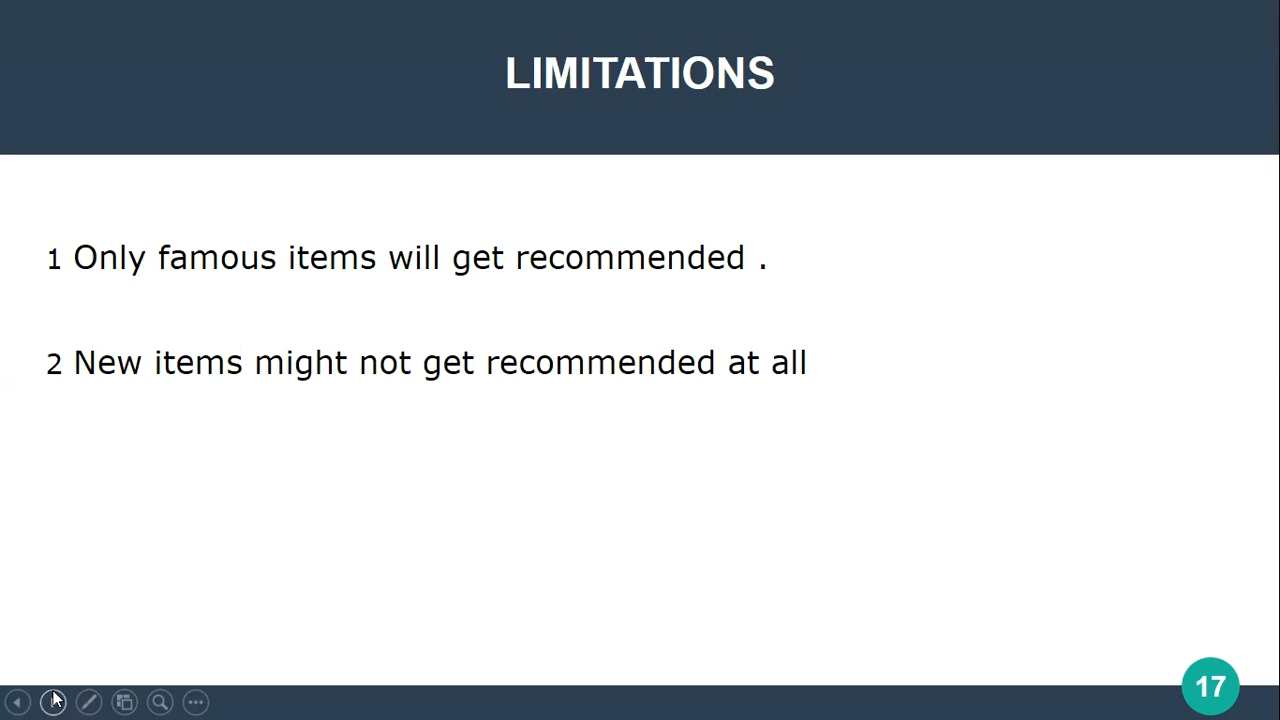 LIMITATIONS
1 Only famous items will get recommended .
2 New items might not get recommended at all
17